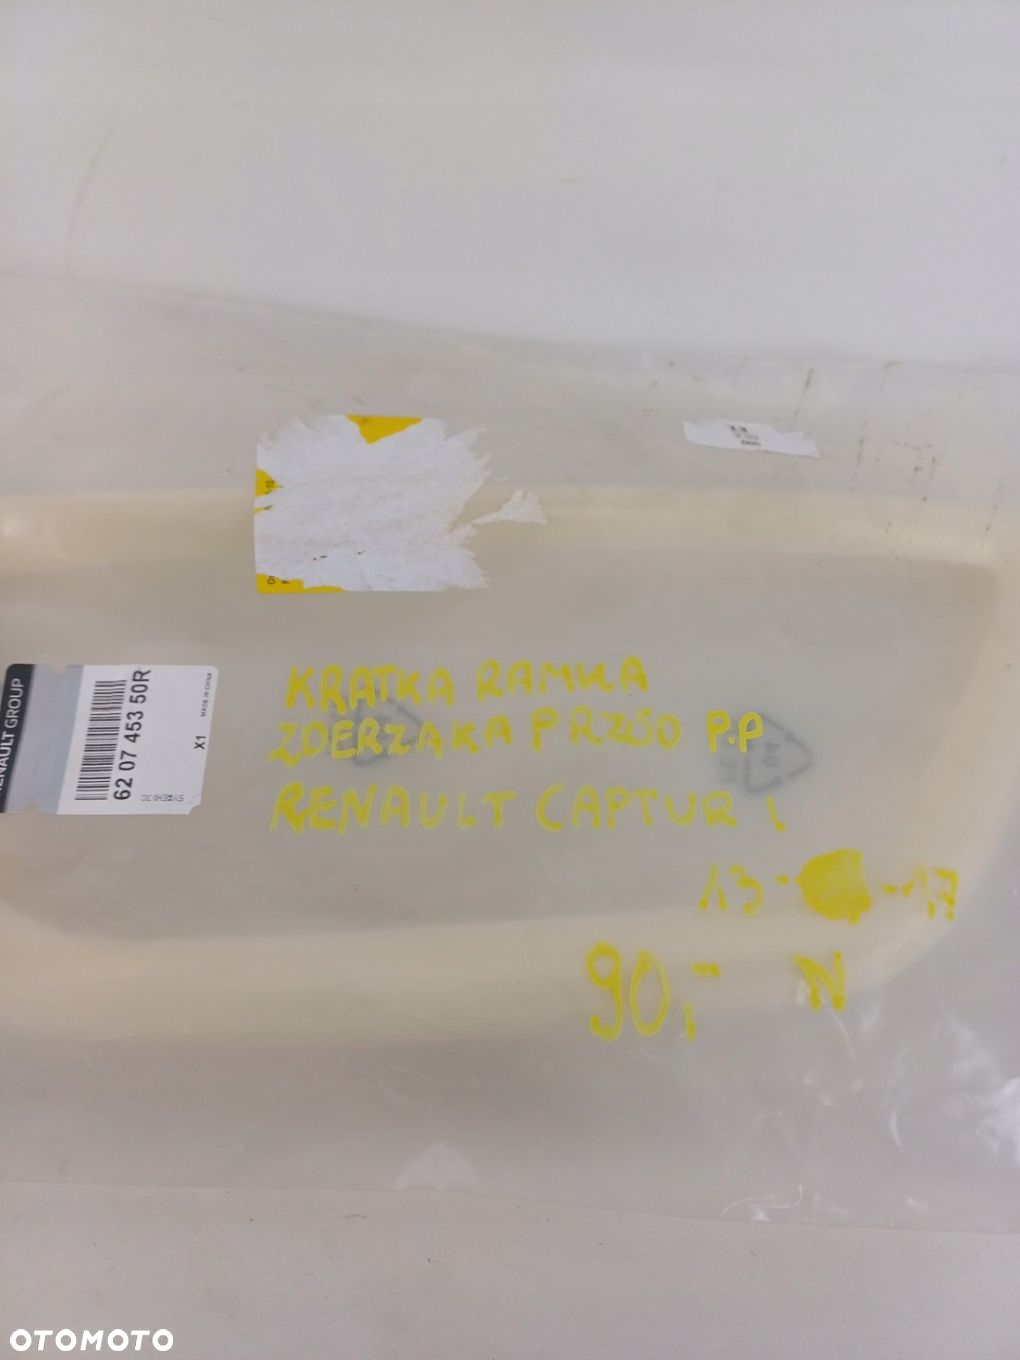 KRATKA RAMKA
ZDERZAKA PRZÓD P.P
RENAULT CAPTUR I
13- -17
90,- N
RENAULT GROUP
62 07 453 50R
X1
MADE IN CHINA
OTOMOTO